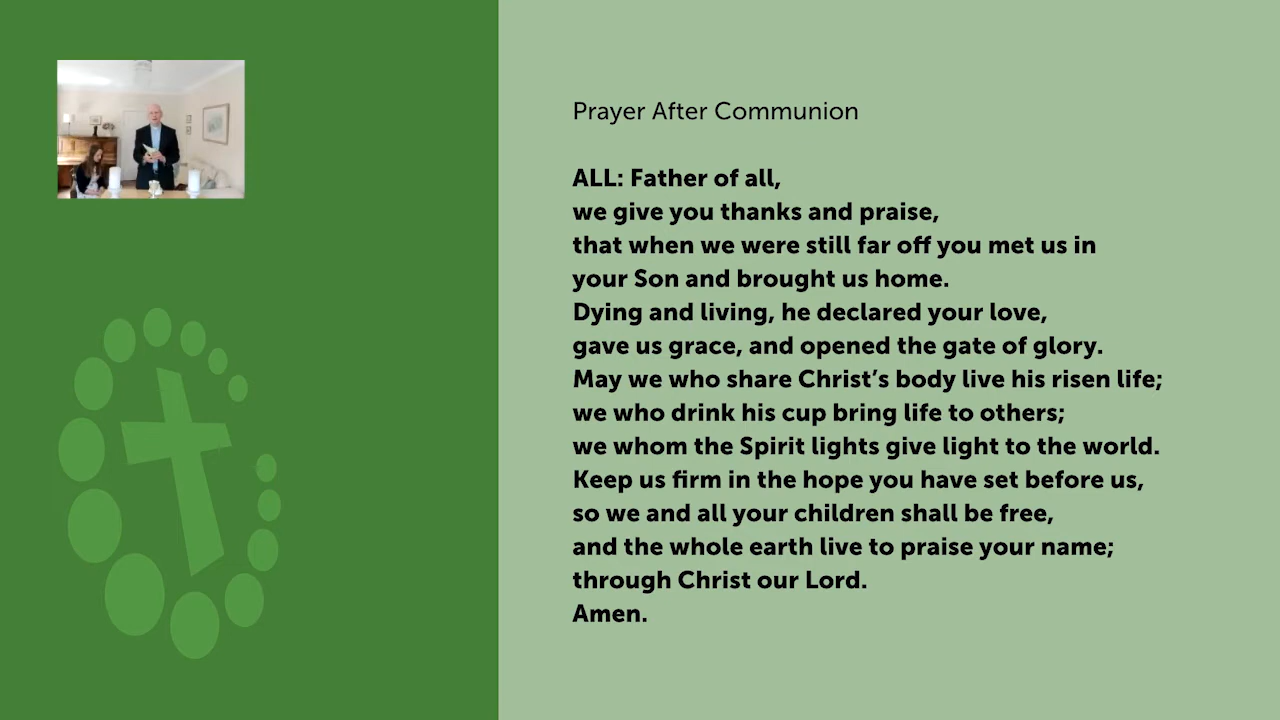 Prayer After Communion
ALL: Father of all,
we give you thanks and praise,
that when we were still far off you met us in
your Son and brought us home.
Dying and living, he declared your love,
gave us grace, and opened the gate of glory.
May we who share Christ’s body live his risen life;
we who drink his cup bring life to others;
we whom the Spirit lights give light to the world.
Keep us firm in the hope you have set before us,
so we and all your children shall be free,
and the whole earth live to praise your name;
through Christ our Lord.
Amen.